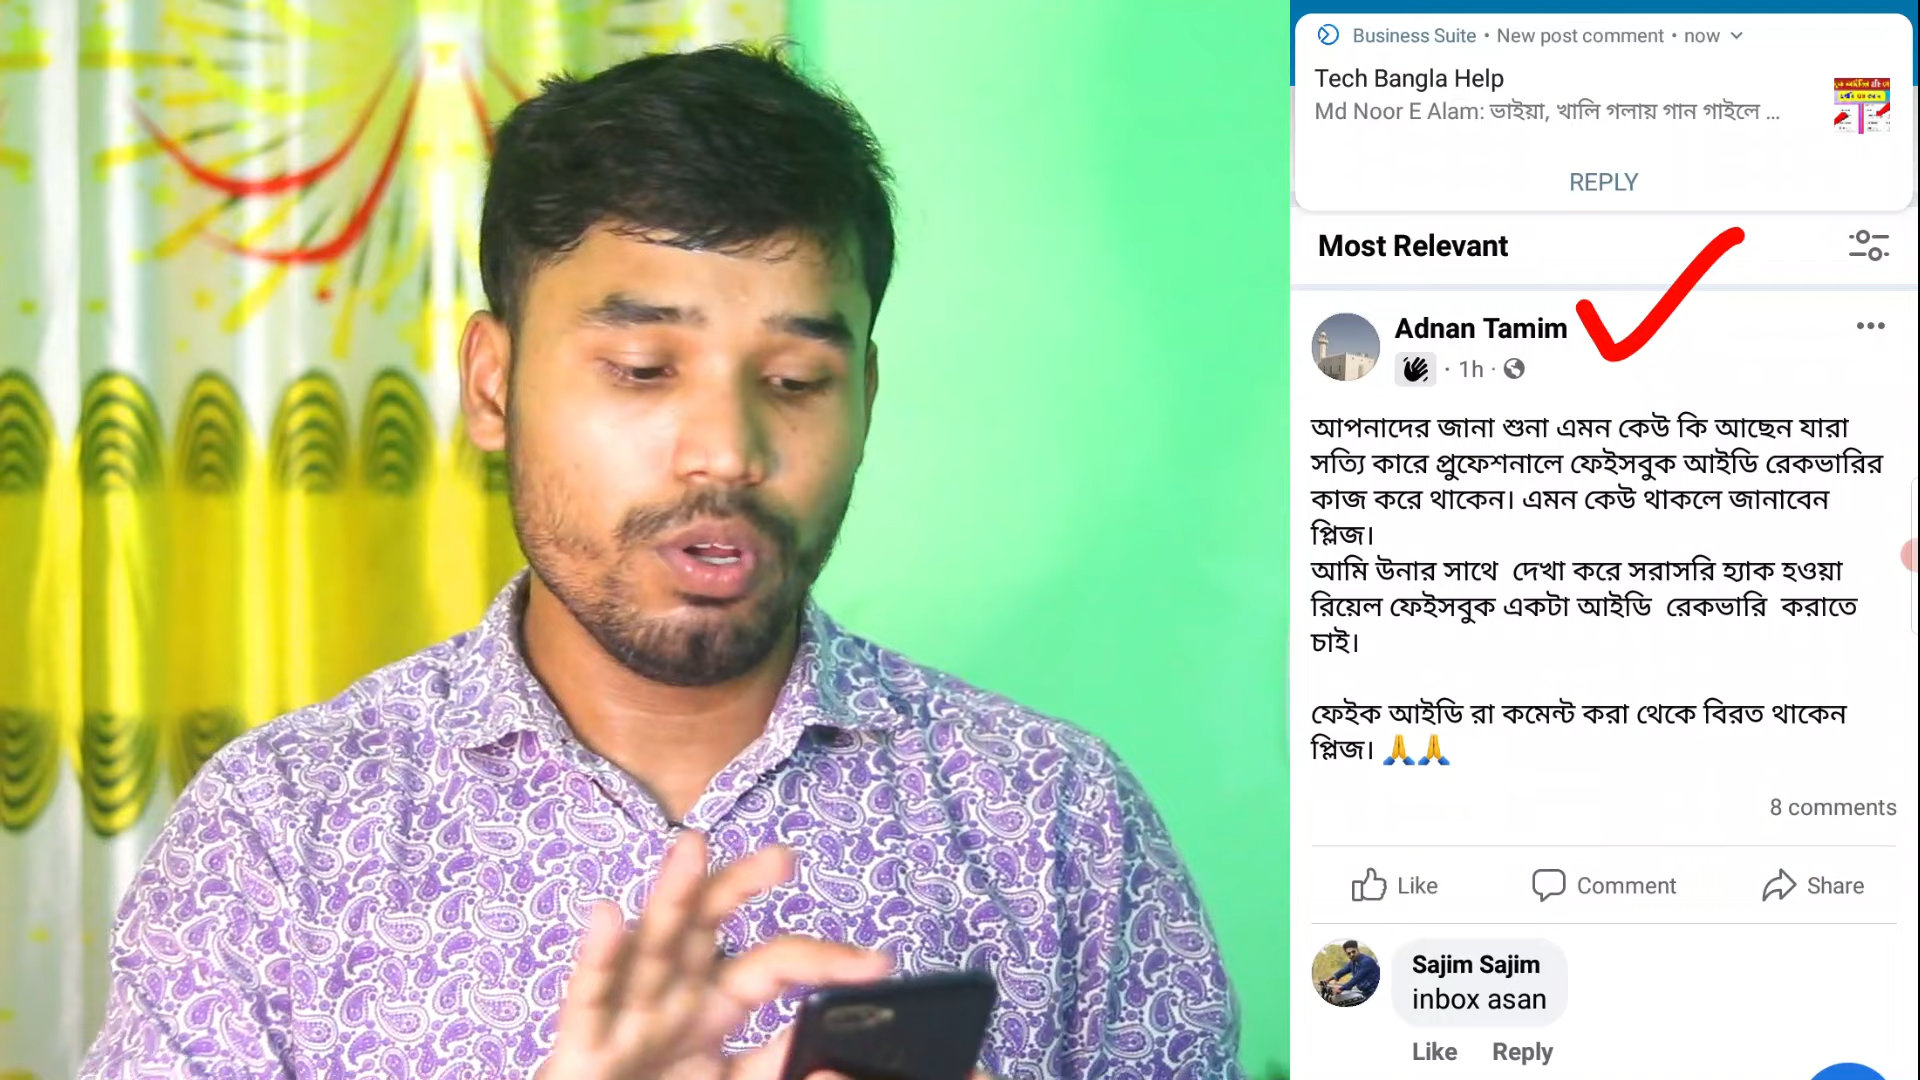 Business Suite • New post comment • now
Tech Bangla Help
Md Noor E Alam: ভাইয়া, খালি গলায় গান গাইলে ...
REPLY
Most Relevant
Adnan Tamim
· 1h ·
আপনাদের জানা শুনা এমন কেউ কি আছেন যারা
সত্যি কারে প্রুফেশনালে ফেইসবুক আইডি রেকভারির
কাজ করে থাকেন। এমন কেউ থাকলে জানাবেন
প্লিজ।
আমি উনার সাথে দেখা করে সরাসরি হ্যাক হওয়া
রিয়েল ফেইসবুক একটা আইডি রেকভারি করাতে
চাই।
ফেইক আইডি রা কমেন্ট করা থেকে বিরত থাকেন
প্লিজ। 🙏🙏
8 comments
Like Comment Share
Sajim Sajim
inbox asan
Like Reply